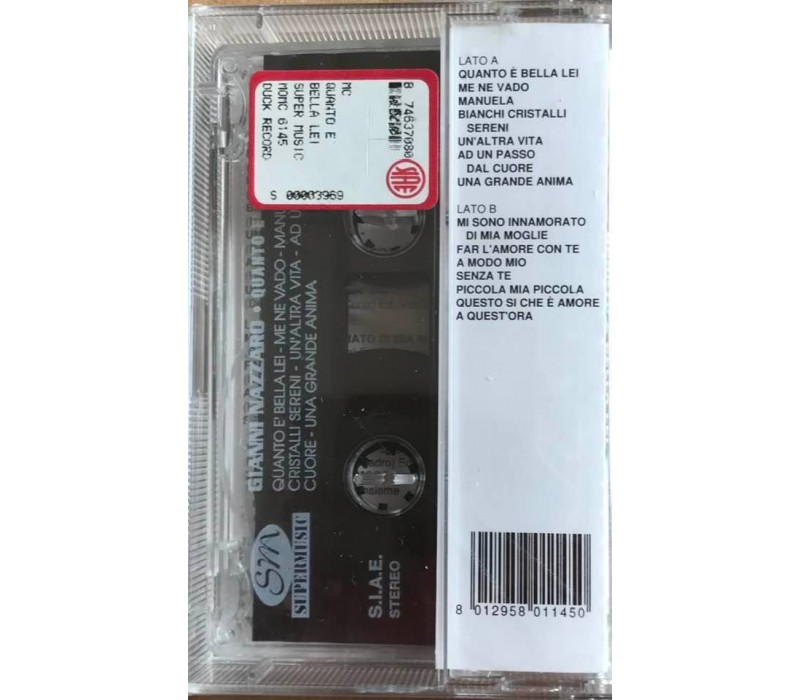 LATO A
QUANTO È BELLA LEI
ME NE VADO
MANUELA
BIANCHI CRISTALLI
SERENI
UN'ALTRA VITA
AD UN PASSO
DAL CUORE
UNA GRANDE ANIMA
LATO B
MI SONO INNAMORATO
DI MIA MOGLIE
FAR L'AMORE CON TE
A MODO MIO
SENZA TE
PICCOLA MIA PICCOLA
QUESTO SI CHE È AMORE
A QUEST'ORA
8 012958 011450
B 74637080
MC
QUANTO E
BELLA LEI
SUPER MUSIC
MOMC 6145
DUCK RECORD
S 00003969
GIANNI NAZZARO • QUANTO E
QUANTO E' BELLA LEI - ME NE VADO - MANU
CRISTALLI SERENI - UN'ALTRA VITA - AD U
CUORE - UNA GRANDE ANIMA
SM
SUPERMUSIC
S.I.A.E.
STEREO